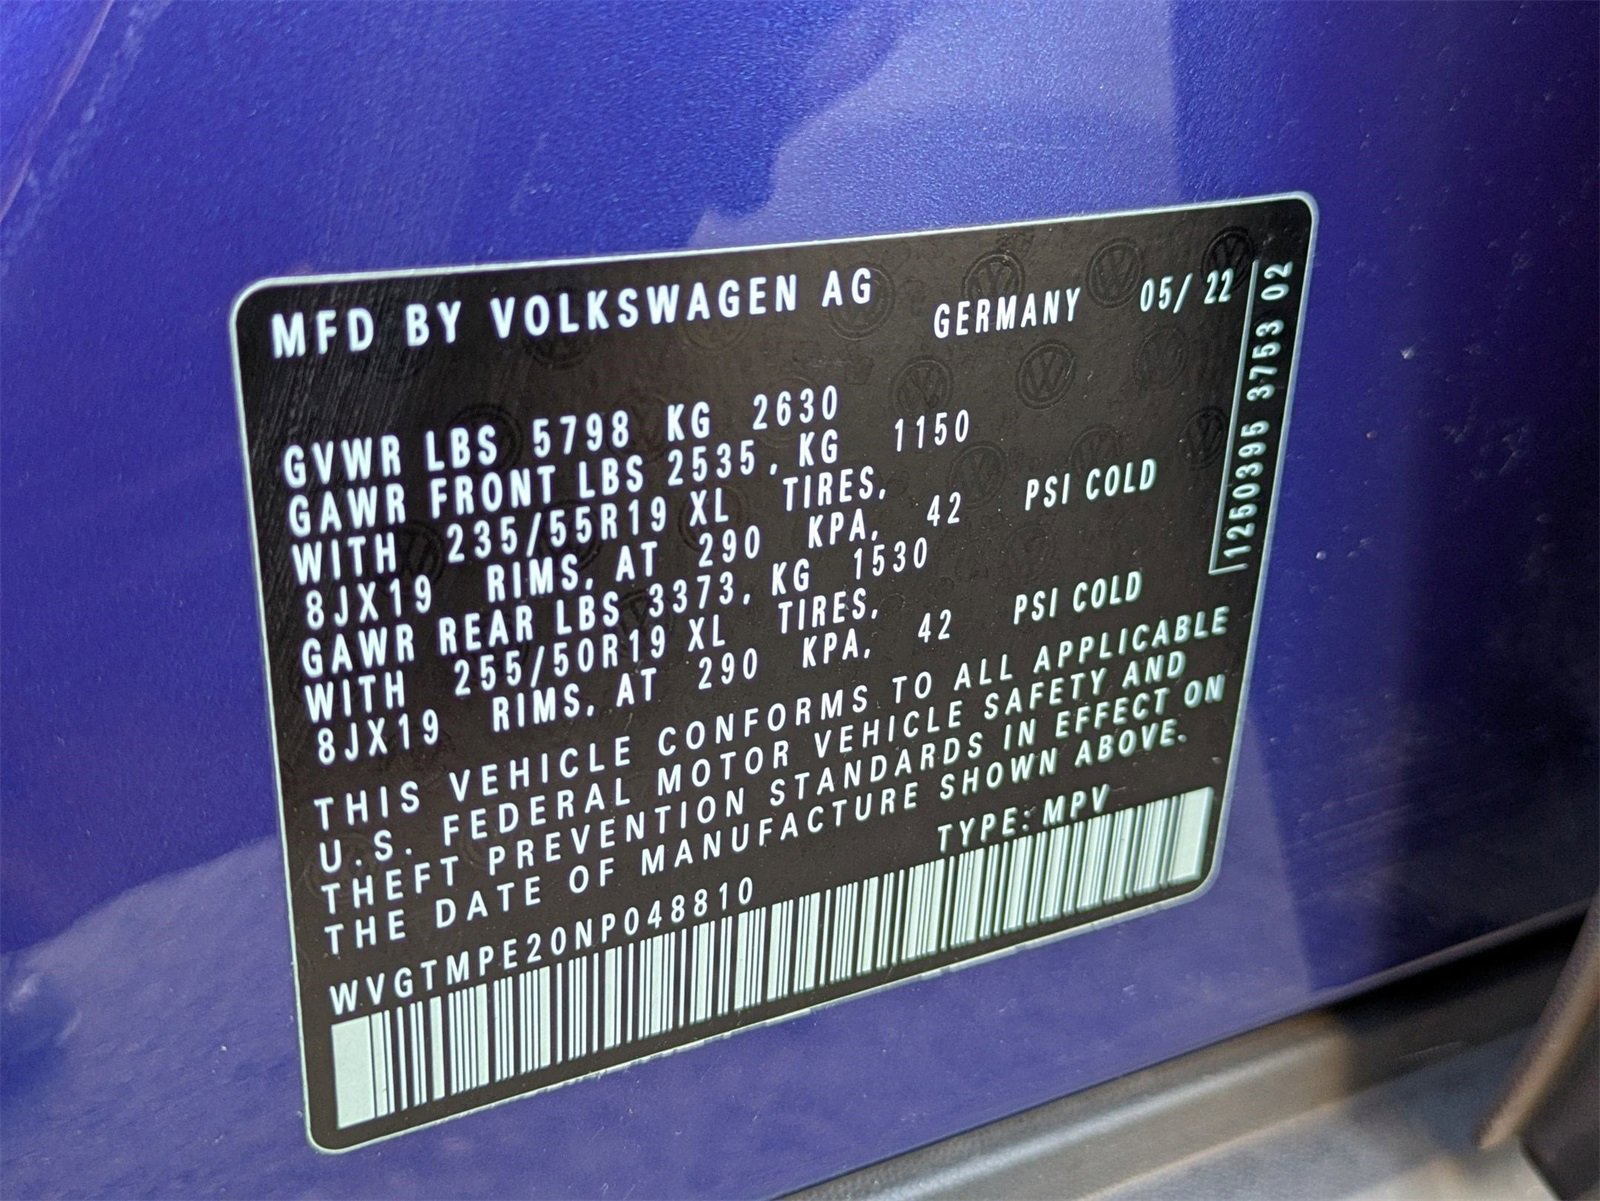 MFD BY VOLKSWAGEN AG GERMANY 05/ 22
GVWR LBS 5798 KG 2630
GAWR FRONT LBS 2535, KG 1150
WITH 235/55R19 XL TIRES,
8JX19 RIMS, AT 290 KPA, 42 PSI COLD
GAWR REAR LBS 3373, KG 1530
WITH 255/50R19 XL TIRES,
8JX19 RIMS, AT 290 KPA, 42 PSI COLD
THIS VEHICLE CONFORMS TO ALL APPLICABLE
U.S. FEDERAL MOTOR VEHICLE SAFETY AND
THEFT PREVENTION STANDARDS IN EFFECT ON
THE DATE OF MANUFACTURE SHOWN ABOVE.
WVGTMPE20NP048810 TYPE: MPV
1250395 3753 02